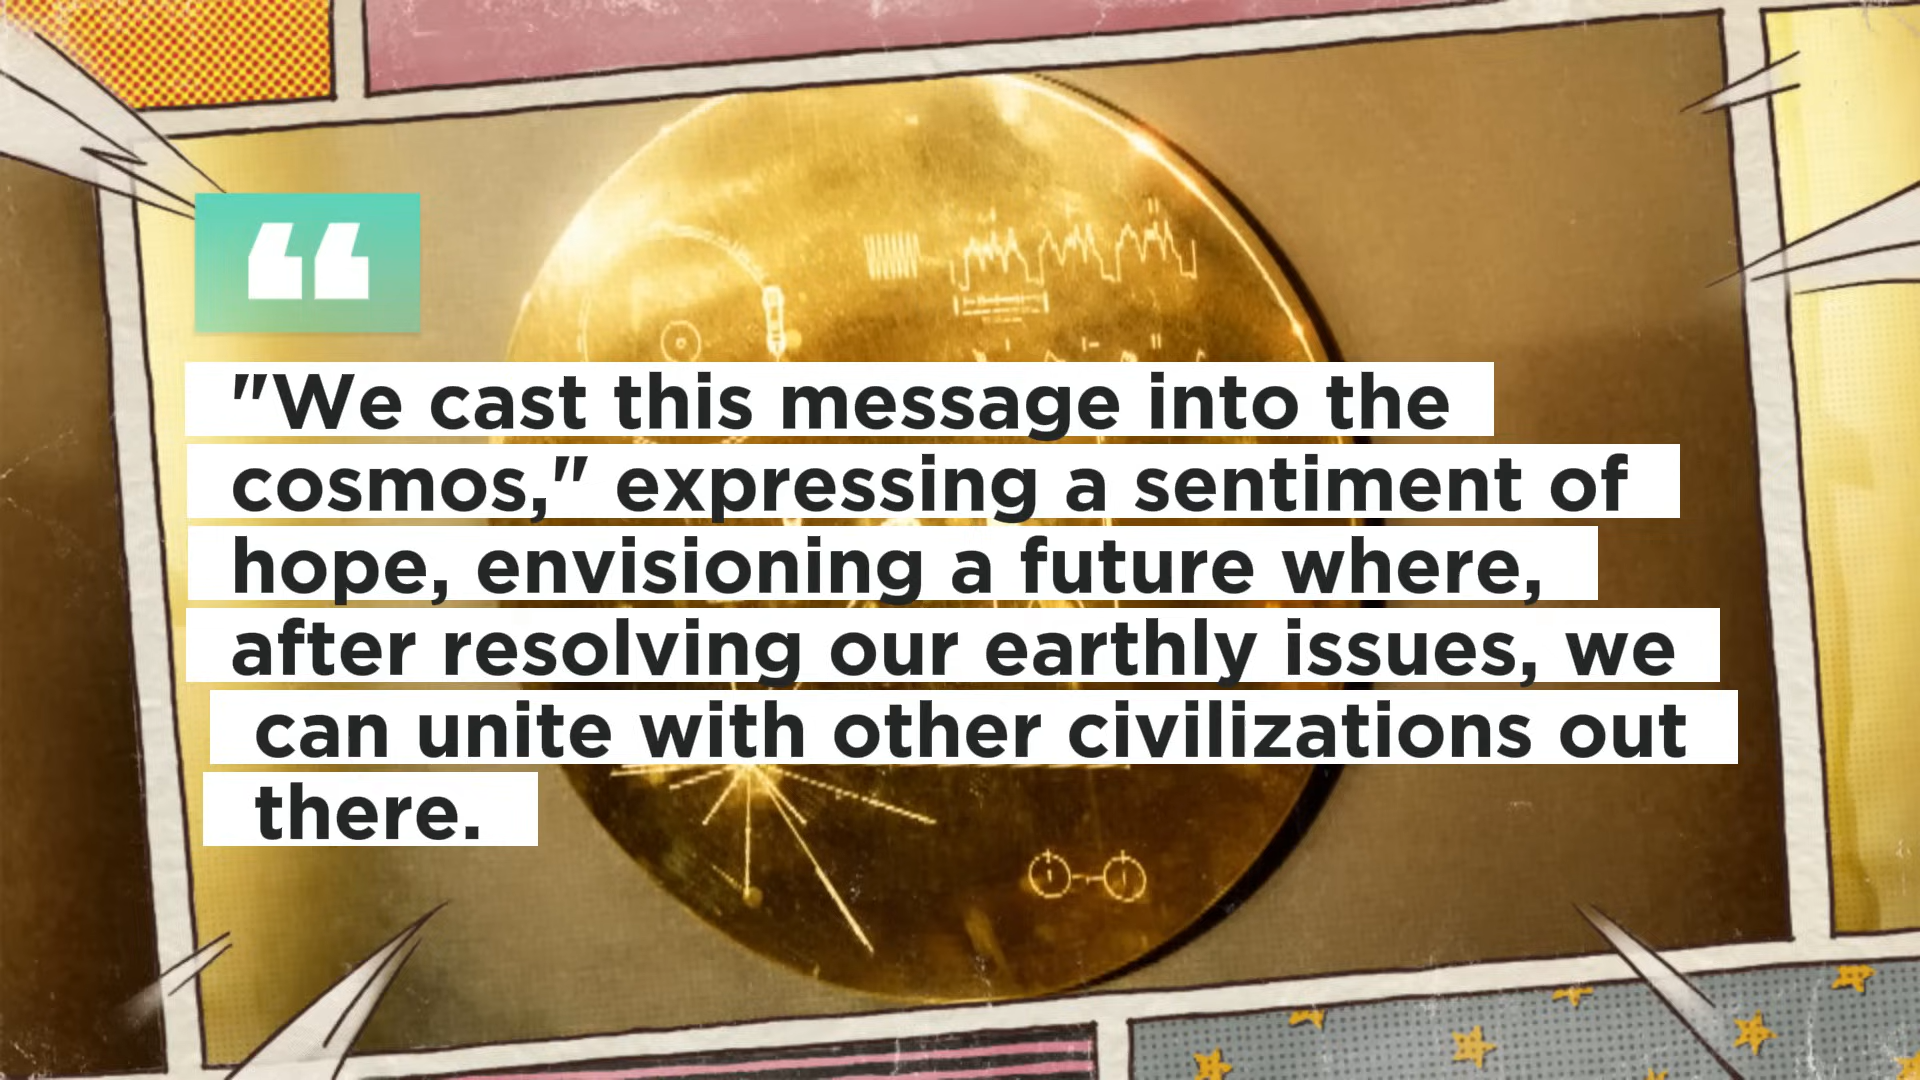 "We cast this message into the
cosmos," expressing a sentiment of
hope, envisioning a future where,
after resolving our earthly issues, we
can unite with other civilizations out
there.